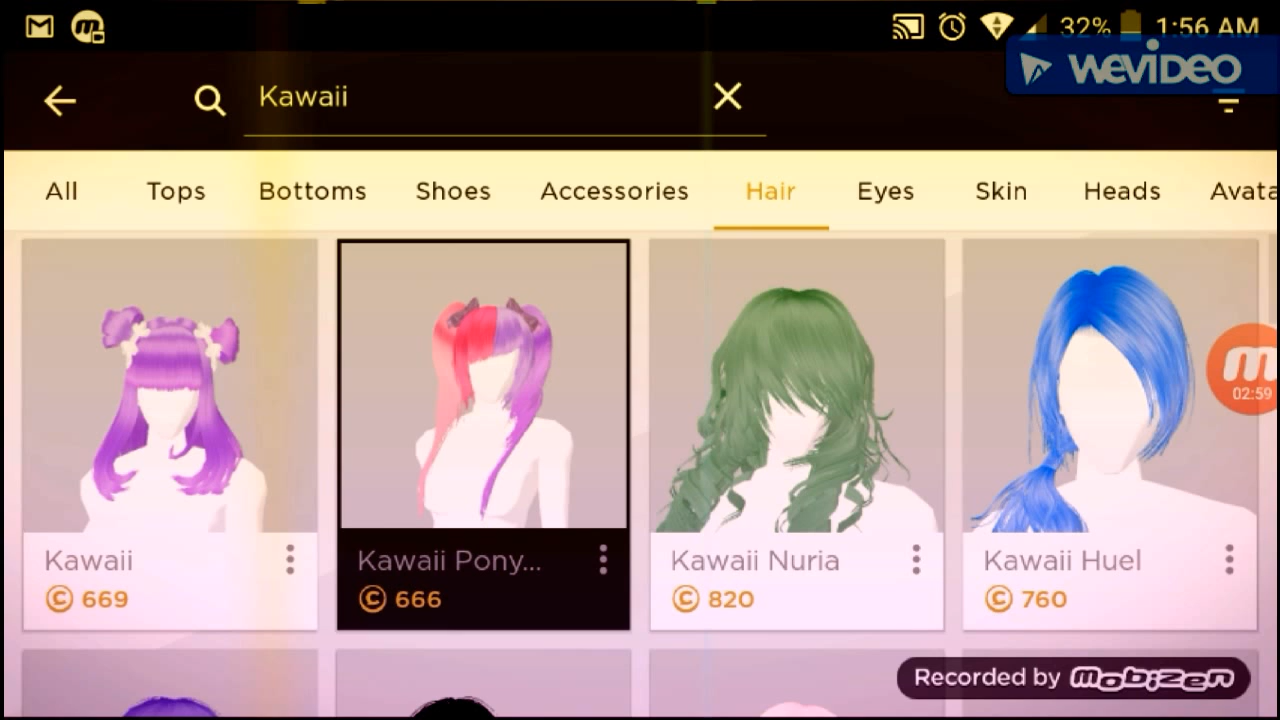 32% 1:56 AM
WeVIDEO
Kawaii
All Tops Bottoms Shoes Accessories Hair Eyes Skin Heads Avata
02:59
Kawaii Kawaii Pony... Kawaii Nuria Kawaii Huel
© 669 © 666 © 820 © 760
Recorded by mobizen